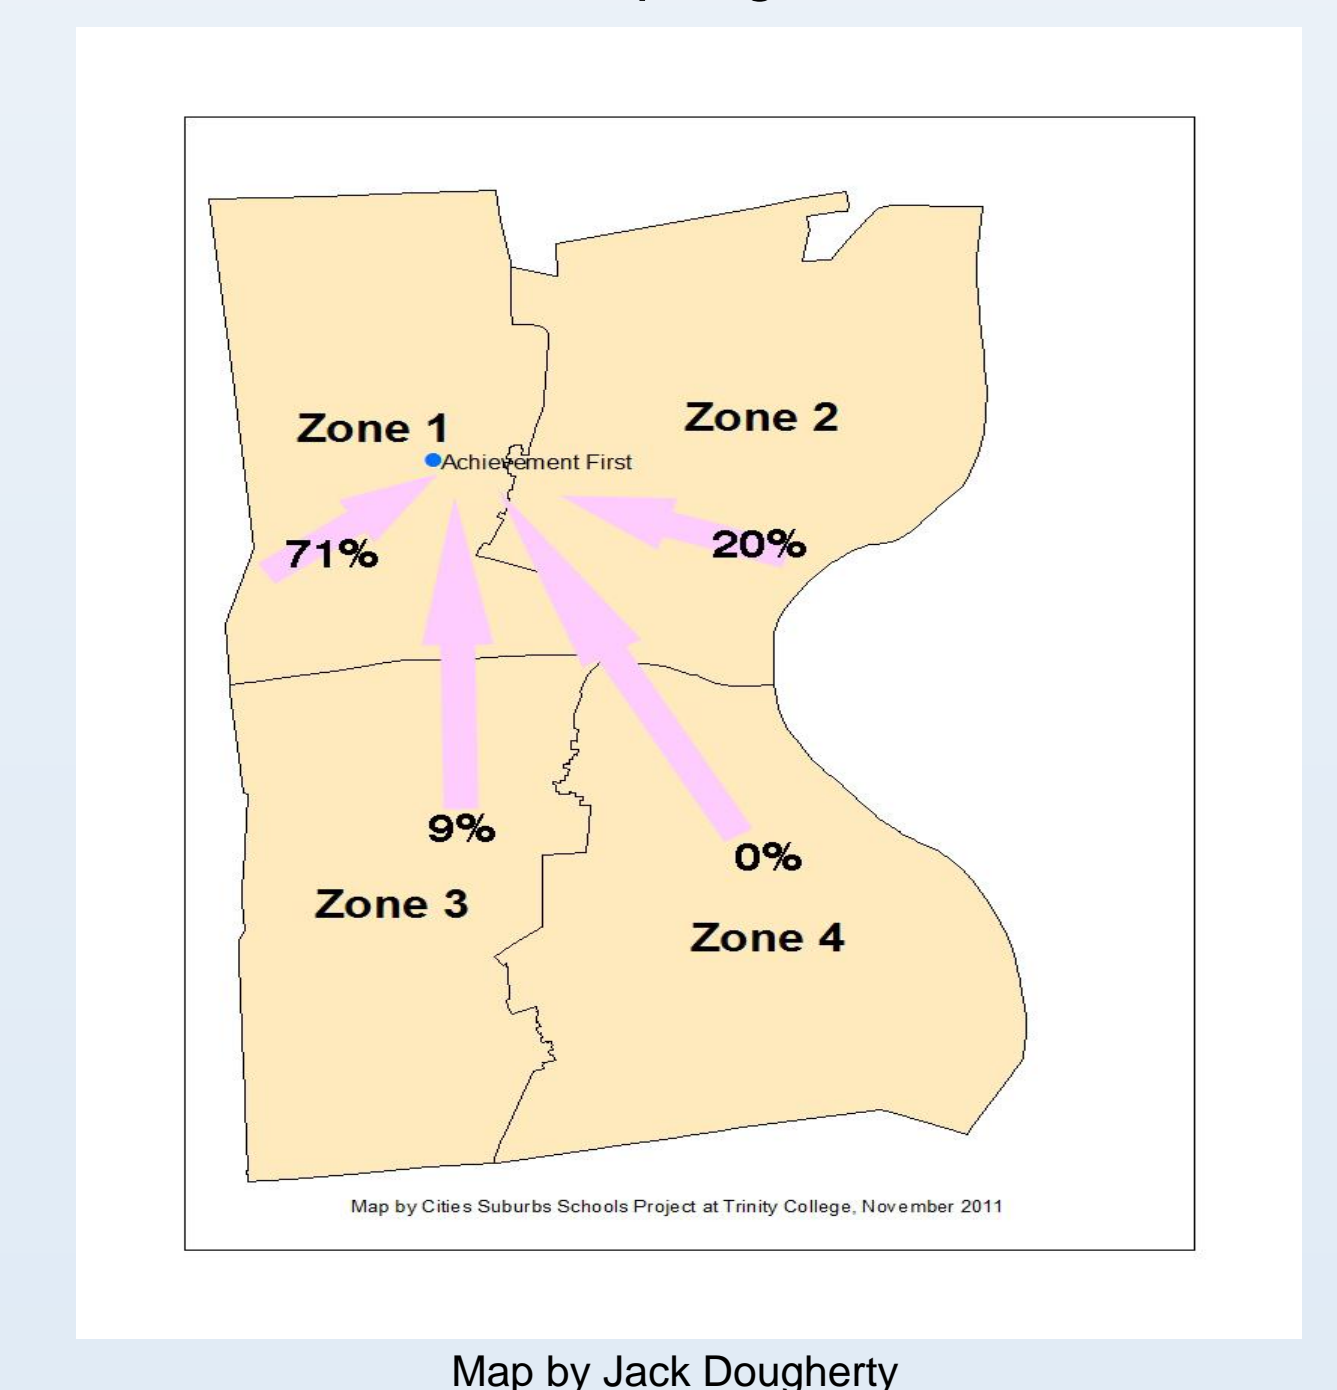 Zone 1
Zone 2
Achievement First
71%
20%
9%
0%
Zone 3
Zone 4
Map by Cities Suburbs Schools Project at Trinity College, November 2011
Map by Jack Dougherty